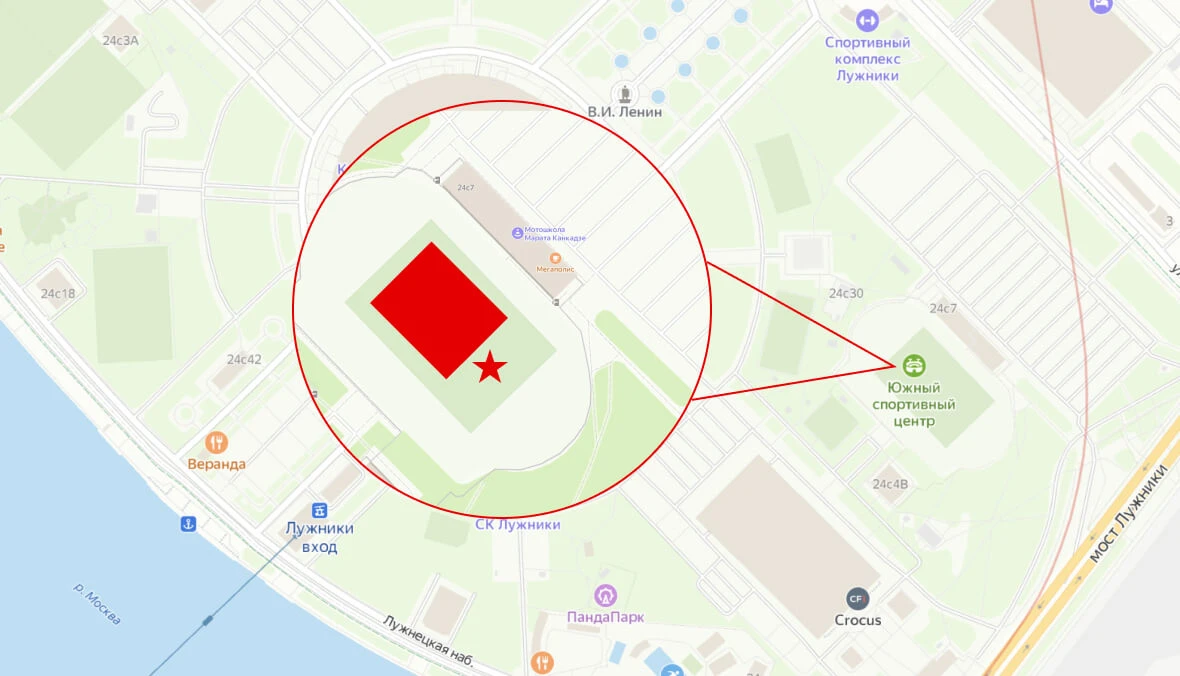 24с3А
Спортивный
комплекс
Лужники
В.И. Ленин
К
24с7
Мотошкола
Марата Канкадзе
Мегаполис
3
24с18
24с30
24с7
24с42
Южный
спортивный
центр
Веранда
24с4В
мост Лужники
Лужники
вход
СК Лужники
р. Москва
ПандаПарк
CF
Crocus
Лужнецкая наб.
24